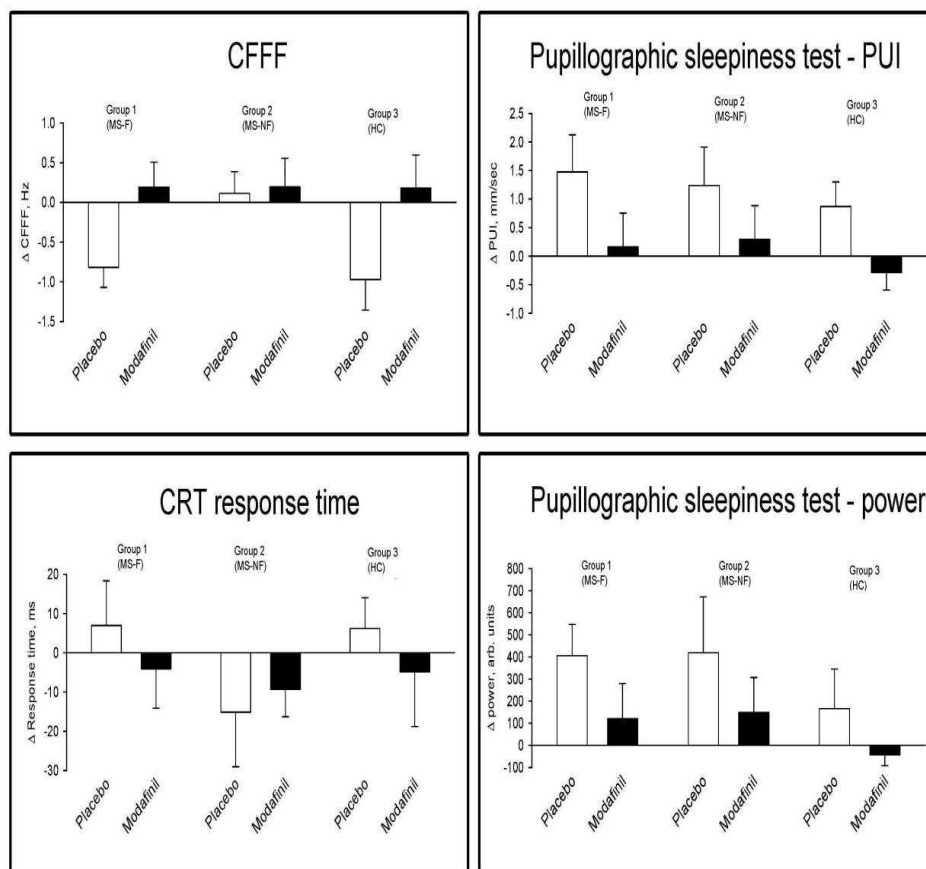 CFFF
Group 1
(MS-F)
Group 2
(MS-NF)
Group 3
(HC)
Δ CFFF, Hz
1.0
0.5
0.0
-0.5
-1.0
-1.5
Placebo
Modafinil
Placebo
Modafinil
Placebo
Modafinil
Pupillographic sleepiness test - PUI
Group 1
(MS-F)
Group 2
(MS-NF)
Group 3
(HC)
Δ PUI, mm/sec
2.5
2.0
1.5
1.0
0.5
0.0
-0.5
-1.0
Placebo
Modafinil
Placebo
Modafinil
Placebo
Modafinil
CRT response time
Group 1
(MS-F)
Group 2
(MS-NF)
Group 3
(HC)
Δ Response time, ms
20
10
0
-10
-20
-30
Placebo
Modafinil
Placebo
Modafinil
Placebo
Modafinil
Pupillographic sleepiness test - power
Group 1
(MS-F)
Group 2
(MS-NF)
Group 3
(HC)
Δ power, arb. units
800
700
600
500
400
300
200
100
0
-100
Placebo
Modafinil
Placebo
Modafinil
Placebo
Modafinil